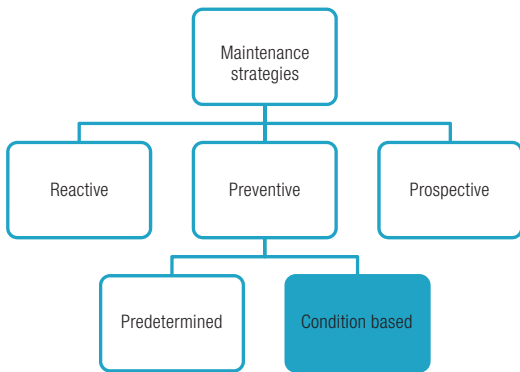 Maintenance
strategies
Reactive
Preventive
Prospective
Predetermined
Condition based